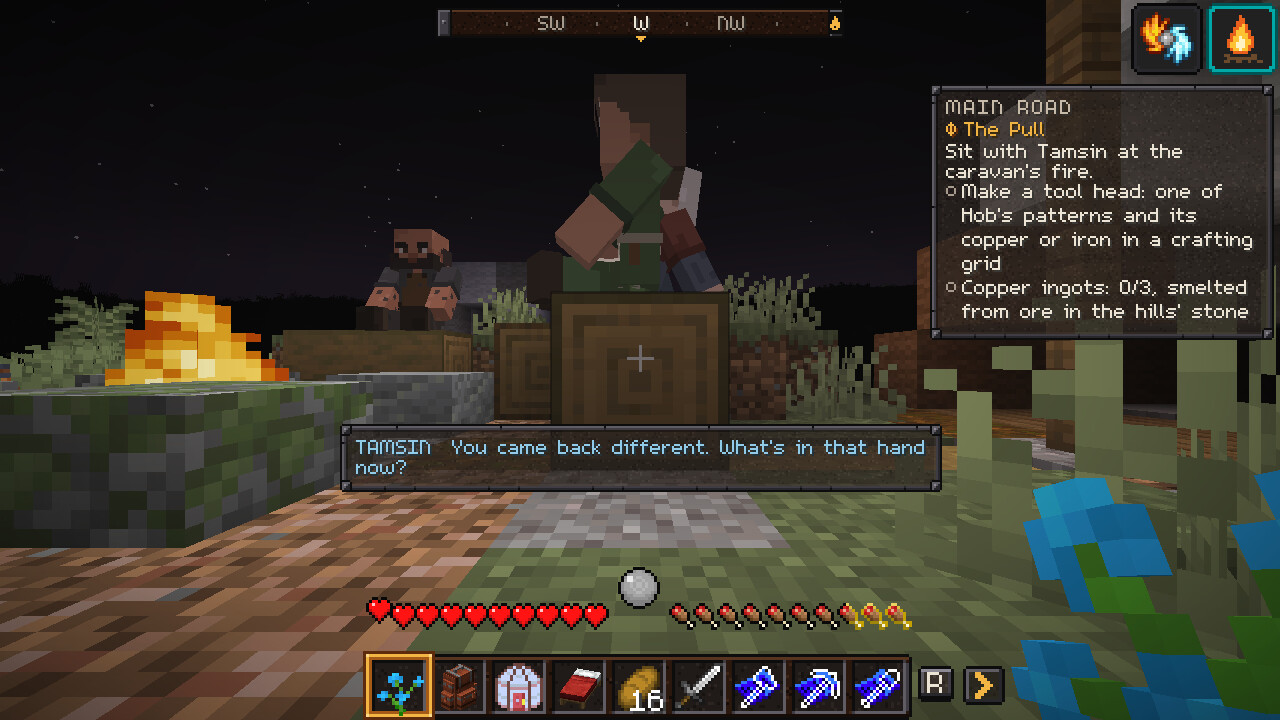 SW
W
NW
MAIN ROAD
The Pull
Sit with Tamsin at the
caravan's fire.
Make a tool head: one of
Hob's patterns and its
copper or iron in a crafting
grid
Copper ingots: 0/3, smelted
from ore in the hills' stone
TAMSIN You came back different. What's in that hand
now?
16
R